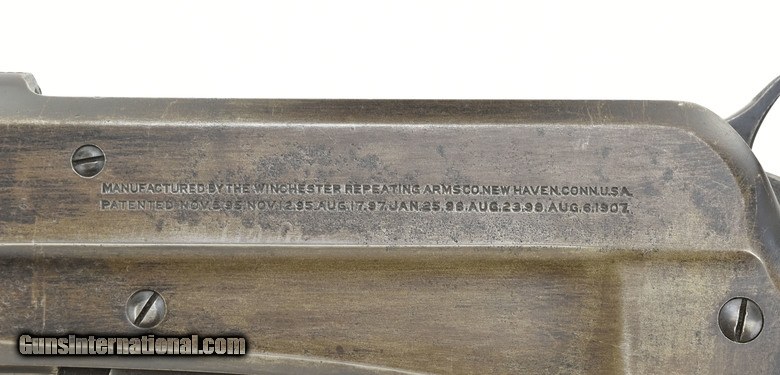 MANUFACTURED BY THE WINCHESTER REPEATING ARMS CO. NEW HAVEN. CONN. U.S.A.
PATENTED NOV. 5. 95. NOV. 12. 95. AUG. 17. 97. JAN. 25. 98. AUG. 23. 98. AUG. 6. 1907.
GunsInternational.com